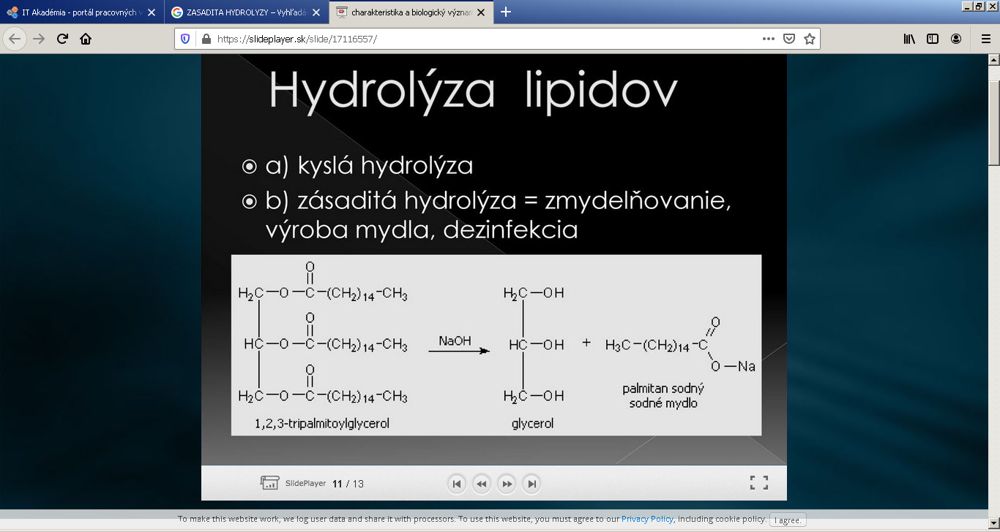 IT Akadémia - portál pracovných v
ZASADITA HYDROLYZY – Vyhľadá
charakteristika a biologický význam
https://slideplayer.sk/slide/17116557/
Hydrolýza lipidov
a) kyslá hydrolýza
b) zásaditá hydrolýza = zmydelňovanie,
výroba mydla, dezinfekcia
O
H2C–O–C–(CH2)14–CH3
O
HC–O–C–(CH2)14–CH3
O
H2C–O–C–(CH2)14–CH3
1,2,3-tripalmitoylglycerol
NaOH
H2C–OH
HC–OH
H2C–OH
glycerol
+
O
H3C–(CH2)14–C
O–Na
palmitan sodný
sodné mydlo
SlidePlayer 11 / 13
To make this website work, we log user data and share it with processors. To use this website, you must agree to our Privacy Policy, including cookie policy. I agree.